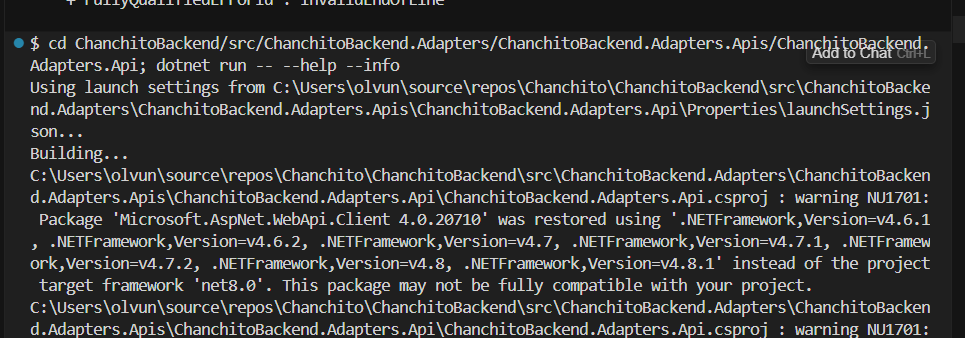 + FullyQualifiedErrorId : InvalidEndOfLine
$ cd ChanchitoBackend/src/ChanchitoBackend.Adapters/ChanchitoBackend.Adapters.Apis/ChanchitoBackend.
Adapters.Api; dotnet run -- --help --info
Add to Chat Ctrl+L
Using launch settings from C:\Users\olvun\source\repos\Chanchito\ChanchitoBackend\src\ChanchitoBacke
nd.Adapters\ChanchitoBackend.Adapters.Apis\ChanchitoBackend.Adapters.Api\Properties\launchSettings.j
son...
Building...
C:\Users\olvun\source\repos\Chanchito\ChanchitoBackend\src\ChanchitoBackend.Adapters\ChanchitoBacken
d.Adapters.Apis\ChanchitoBackend.Adapters.Api\ChanchitoBackend.Adapters.Api.csproj : warning NU1701:
Package 'Microsoft.AspNet.WebApi.Client 4.0.20710' was restored using '.NETFramework,Version=v4.6.1
, .NETFramework,Version=v4.6.2, .NETFramework,Version=v4.7, .NETFramework,Version=v4.7.1, .NETFramew
ork,Version=v4.7.2, .NETFramework,Version=v4.8, .NETFramework,Version=v4.8.1' instead of the project
target framework 'net8.0'. This package may not be fully compatible with your project.
C:\Users\olvun\source\repos\Chanchito\ChanchitoBackend\src\ChanchitoBackend.Adapters\ChanchitoBacken
d.Adapters.Apis\ChanchitoBackend.Adapters.Api\ChanchitoBackend.Adapters.Api.csproj : warning NU1701: